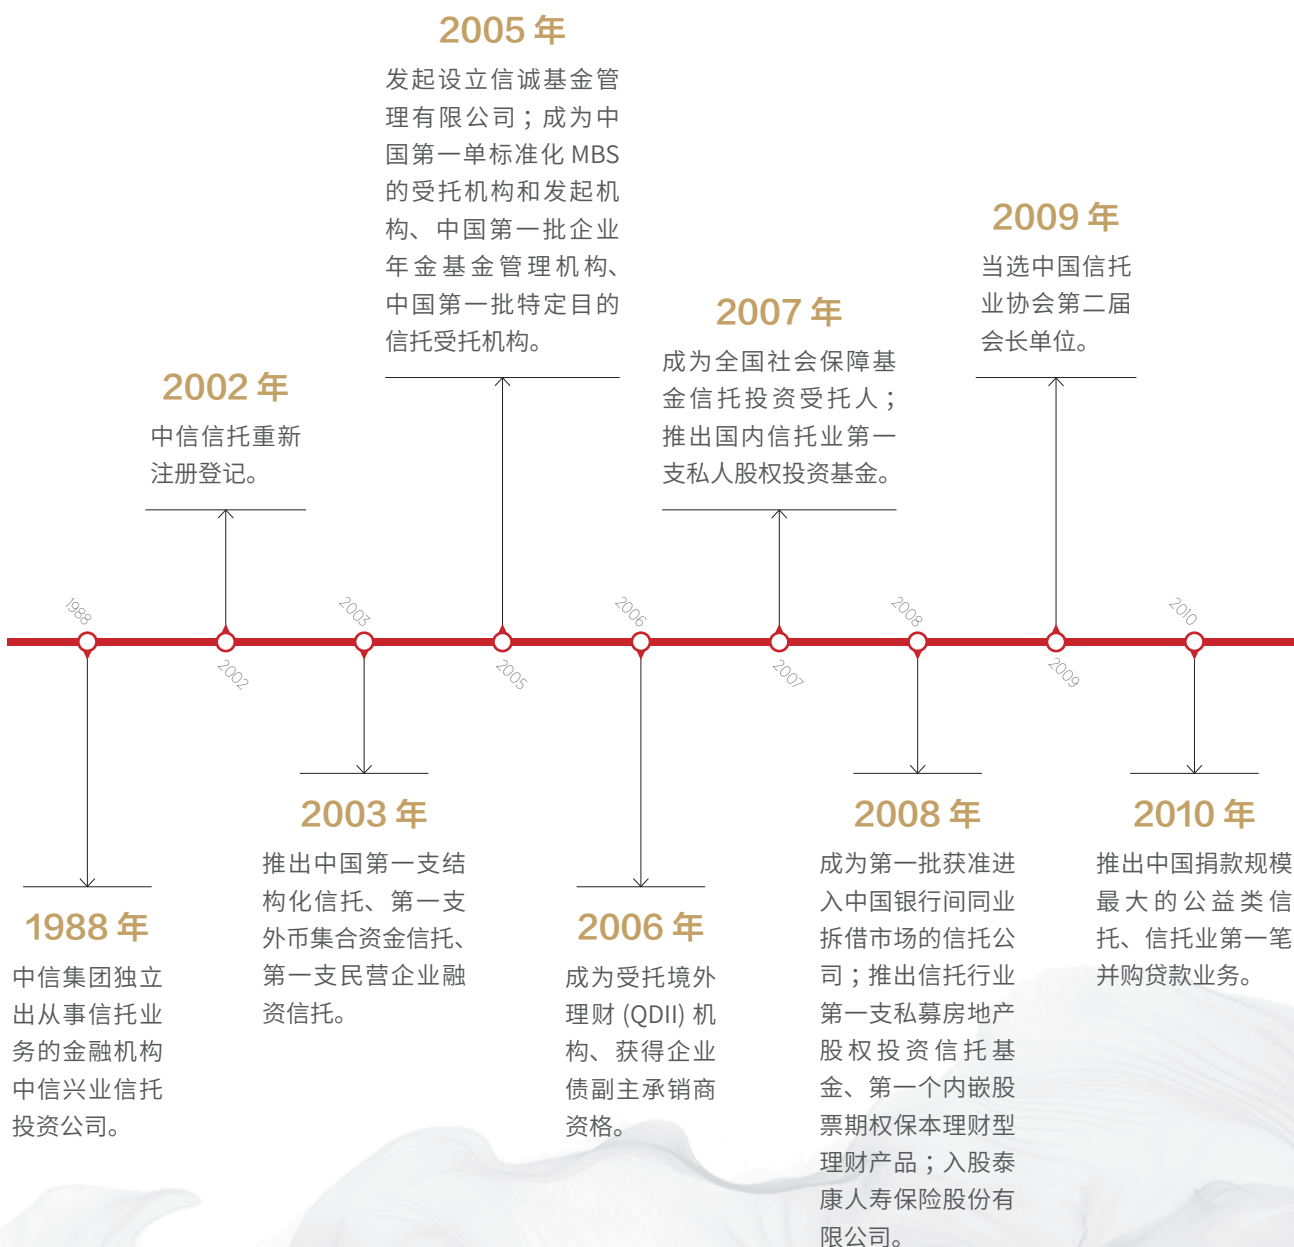 2005 年
发起设立信诚基金管
理有限公司；成为中
国第一单标准化 MBS
的受托机构和发起机
构、中国第一批企业
年金基金管理机构、
中国第一批特定目的
信托受托机构。
2009 年
当选中国信托
业协会第二届
会长单位。
2007 年
成为全国社会保障基
金信托投资受托人；
推出国内信托业第一
支私人股权投资基金。
2002 年
中信信托重新
注册登记。
1988
2003
2006
2008
2010
2002
2005
2007
2009
1988 年
中信集团独立
出从事信托业
务的金融机构
中信兴业信托
投资公司。
2003 年
推出中国第一支结
构化信托、第一支
外币集合资金信托、
第一支民营企业融
资信托。
2006 年
成为受托境外
理财 (QDII) 机
构、获得企业
债副主承销商
资格。
2008 年
成为第一批获准进
入中国银行间同业
拆借市场的信托公
司；推出信托行业
第一支私募房地产
股权投资信托基
金、第一个内嵌股
票期权保本理财型
理财产品；入股泰
康人寿保险股份有
限公司。
2010 年
推出中国捐款规模
最大的公益类信
托、信托业第一笔
并购贷款业务。